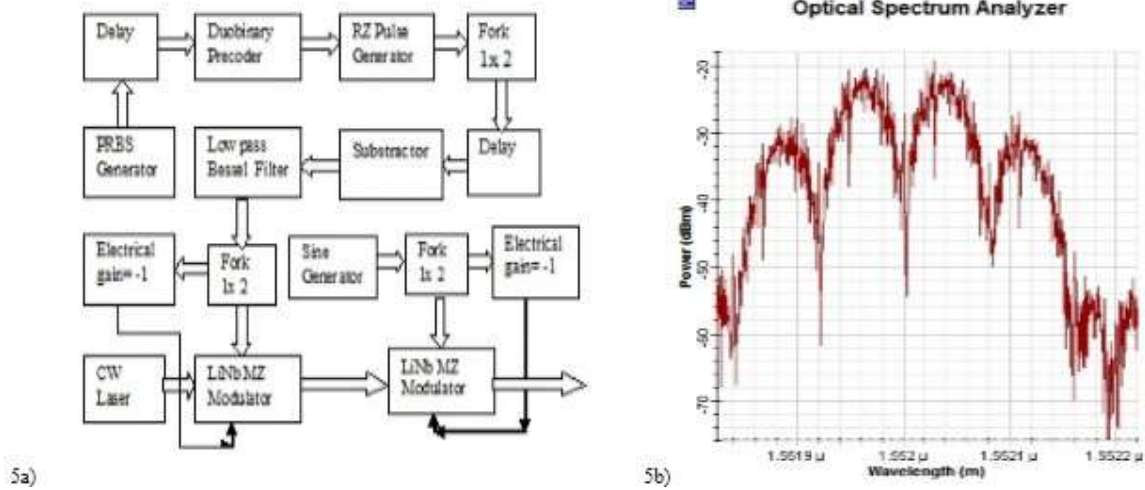 Delay
Duobinary
Precoder
RZ Pulse
Generator
Fork
1x 2
PRBS
Generator
Low pass
Bessel Filter
Substractor
Delay
Electrical
gain= -1
Fork
1x 2
Sine
Generator
Fork
1x 2
Electrical
gain= -1
CW
Laser
LiNb MZ
Modulator
LiNb MZ
Modulator
5a)
Optical Spectrum Analyzer
Power (dBm)
-20
-30
-40
-50
-60
-70
1.5519 µ
1.552 µ
1.5521 µ
1.5522 µ
Wavelength (m)
5b)